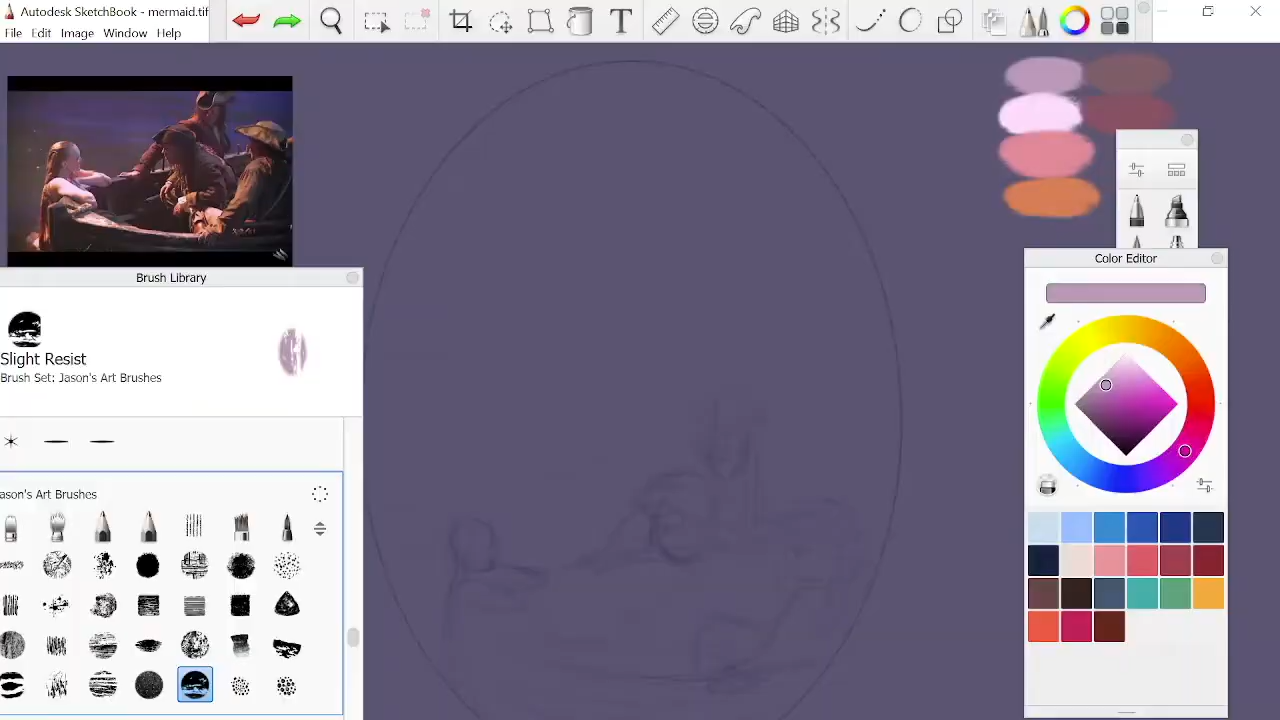 Autodesk SketchBook - mermaid.tif
File Edit Image Window Help
T
Brush Library
Slight Resist
Brush Set: Jason's Art Brushes
Jason's Art Brushes
Color Editor